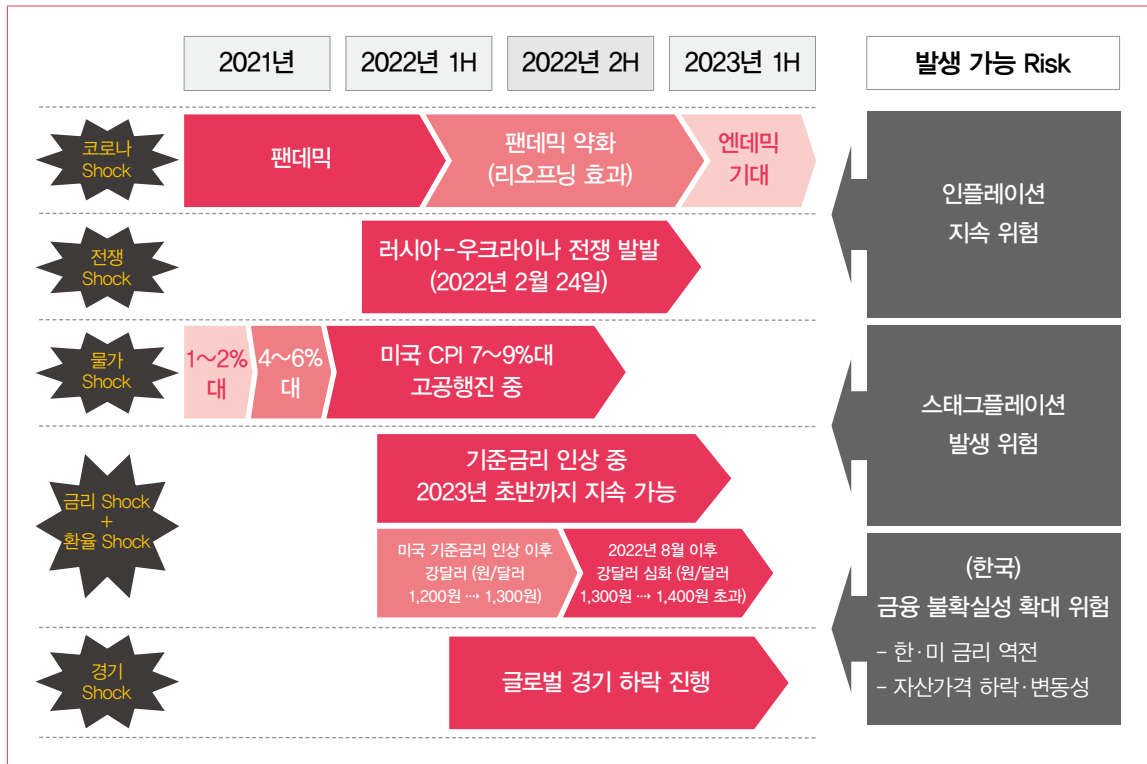 2021년
2022년 1H
2022년 2H
2023년 1H
발생 가능 Risk
코로나
Shock
팬데믹
팬데믹 약화
(리오프닝 효과)
엔데믹
기대
인플레이션
지속 위험
전쟁
Shock
러시아-우크라이나 전쟁 발발
(2022년 2월 24일)
물가
Shock
1~2%
대
4~6%
대
미국 CPI 7~9%대
고공행진 중
스태그플레이션
발생 위험
금리 Shock
+
환율 Shock
기준금리 인상 중
2023년 초반까지 지속 가능
미국 기준금리 인상 이후
강달러 (원/달러
1,200원 ⋯→ 1,300원)
2022년 8월 이후
강달러 심화 (원/달러
1,300원 ⋯→ 1,400원 초과)
(한국)
금융 불확실성 확대 위험
- 한·미 금리 역전
- 자산가격 하락·변동성
경기
Shock
글로벌 경기 하락 진행